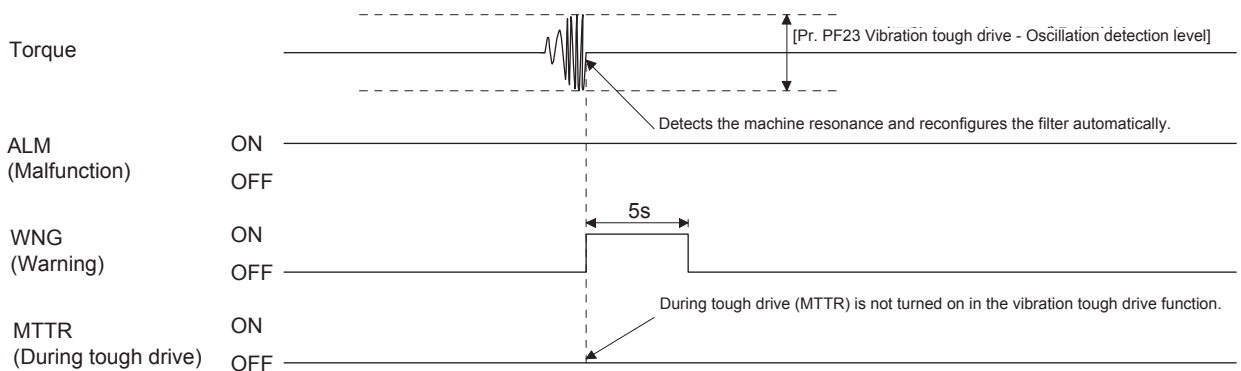 [Pr. PF23 Vibration tough drive - Oscillation detection level]
Torque
Detects the machine resonance and reconfigures the filter automatically.
ALM
(Malfunction)
ON
OFF
5s
WNG
(Warning)
ON
OFF
During tough drive (MTTR) is not turned on in the vibration tough drive function.
MTTR
(During tough drive)
ON
OFF